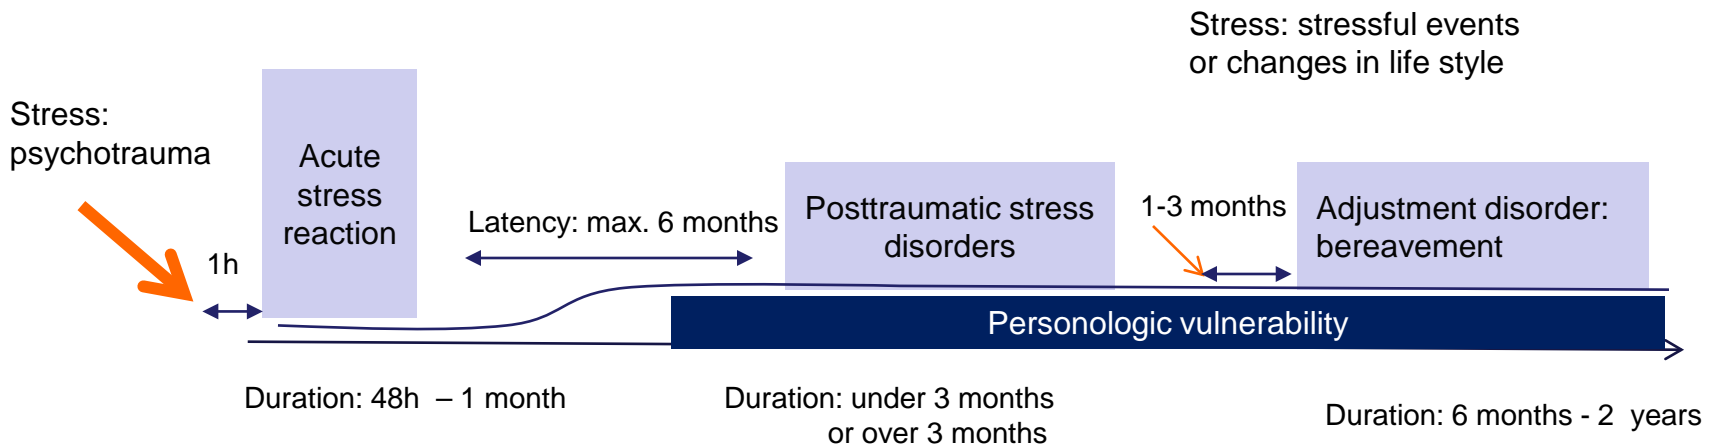 Stress: stressful events
or changes in life style
Stress:
psychotrauma
Acute
stress
reaction
1h
Latency: max. 6 months
Posttraumatic stress
disorders
1-3 months
Adjustment disorder:
bereavement
Personologic vulnerability
Duration: 48h – 1 month
Duration: under 3 months
or over 3 months
Duration: 6 months - 2 years